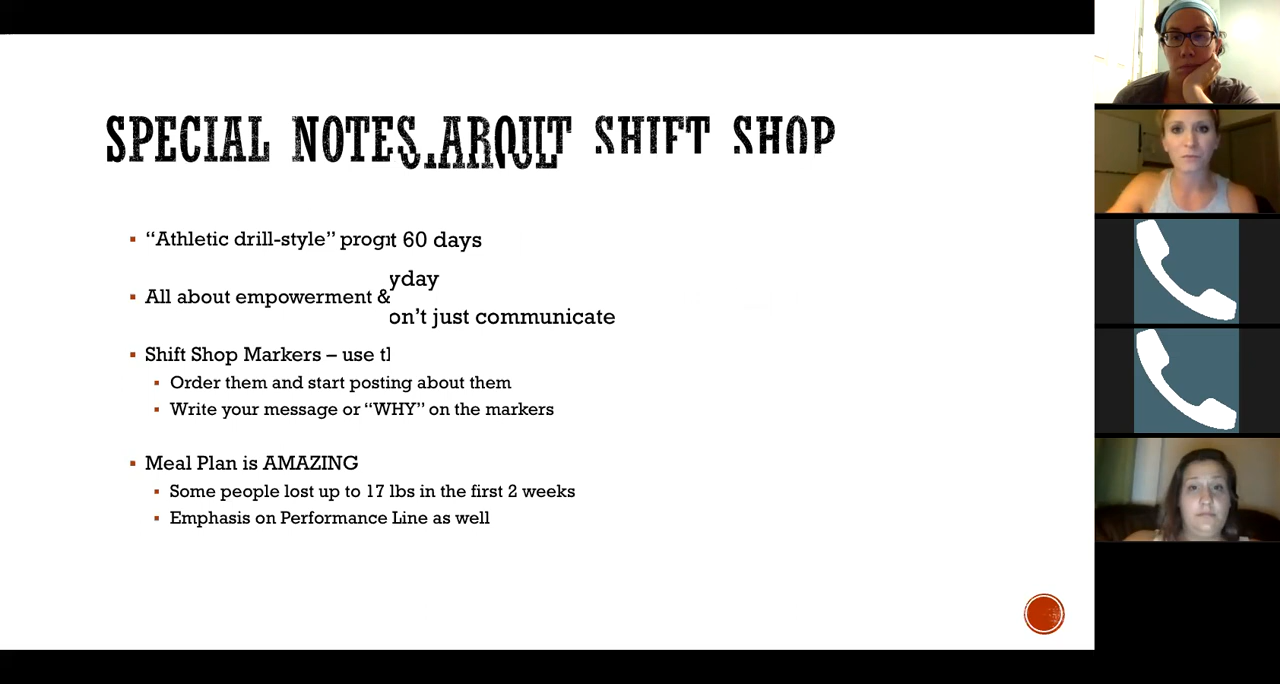 SPECIAL NOTES ABOUT SHIFT SHOP
“Athletic drill-style” prog t 60 days
yday
All about empowerment &
on’t just communicate
Shift Shop Markers – use
Order them and start posting about them
Write your message or “WHY” on the markers
Meal Plan is AMAZING
Some people lost up to 17 lbs in the first 2 weeks
Emphasis on Performance Line as well